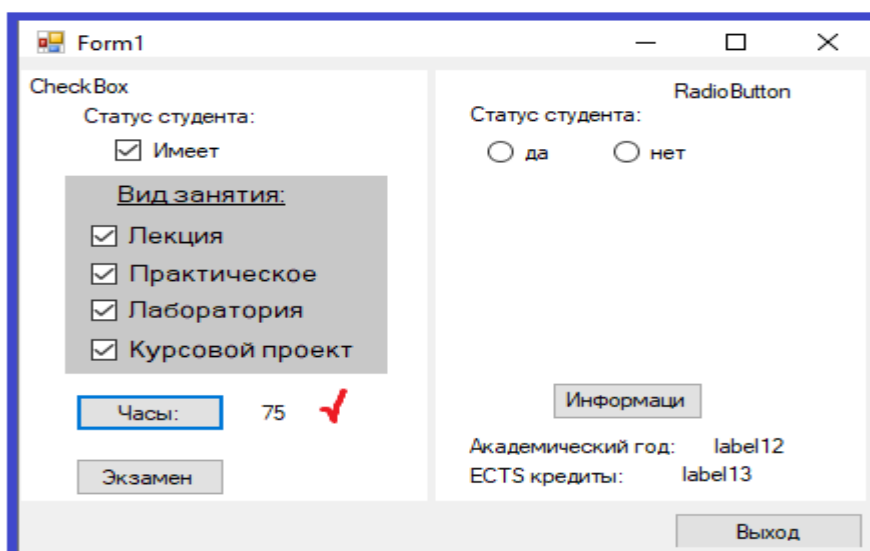 Form1
CheckBox
Статус студента:
Имеет
Вид занятия:
Лекция
Практическое
Лаборатория
Курсовой проект
Часы: 75
Экзамен
RadioButton
Статус студента:
да нет
Информаци
Академический год: label12
ECTS кредиты: label13
Выход